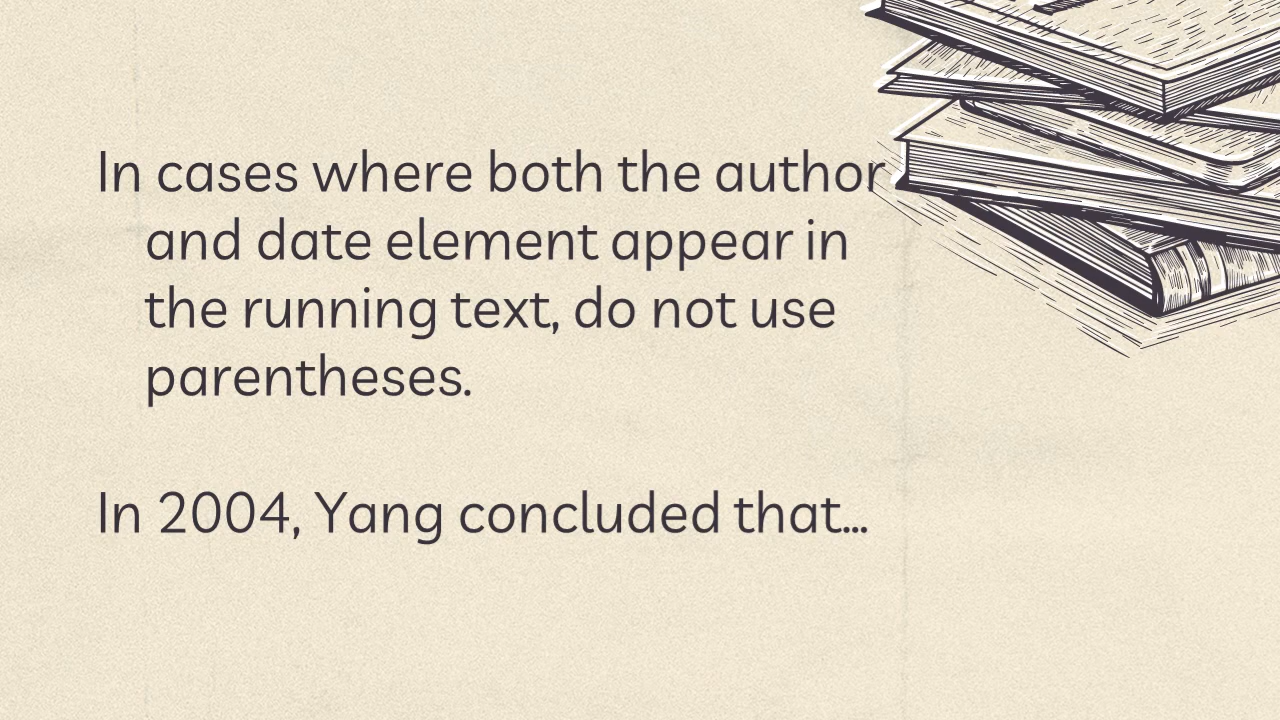 In cases where both the author
and date element appear in
the running text, do not use
parentheses.
In 2004, Yang concluded that…